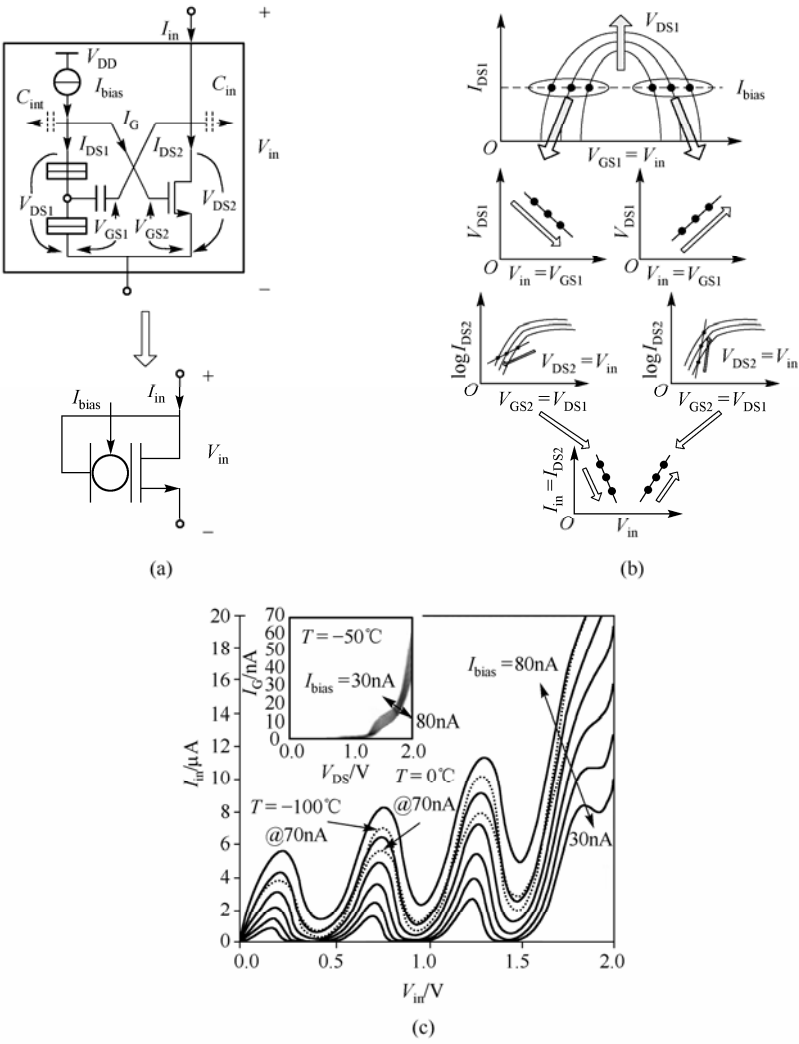 +
I_in
V_DD
I_bias
C_int
C_in
I_G
I_DS1
I_DS2
V_in
V_DS1
V_GS1
V_GS2
V_DS2
−
+
I_bias
I_in
V_in
−
(a)
V_DS1
I_DS1
I_bias
O
V_GS1 = V_in
V_DS1
O
V_in = V_GS1
V_DS1
O
V_in = V_GS1
log I_DS2
V_DS2 = V_in
O
V_GS2 = V_DS1
log I_DS2
V_DS2 = V_in
O
V_GS2 = V_DS1
I_in = I_DS2
O
V_in
(b)
20
18
16
14
12
10
8
6
4
2
0
I_in/μA
70
60
50
40
30
20
10
0
I_G/nA
T = −50℃
I_bias = 30nA
80nA
0.0
1.0
2.0
V_DS/V
I_bias = 80nA
30nA
T = 0℃
@70nA
T = −100℃
@70nA
0.0
0.5
1.0
1.5
2.0
V_in/V
(c)